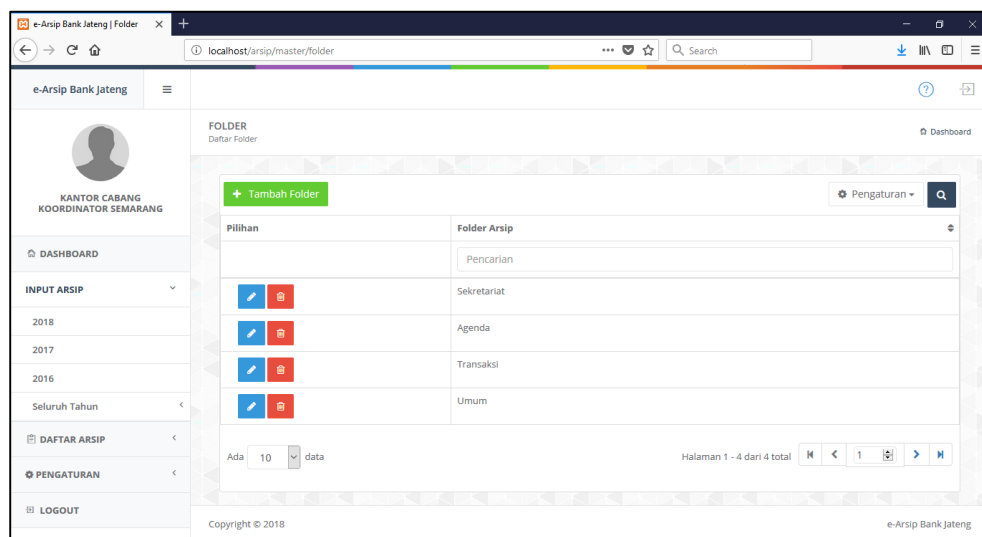 e-Arsip Bank Jateng | Folder
localhost/arsip/master/folder
Search
e-Arsip Bank Jateng
KANTOR CABANG
KOORDINATOR SEMARANG
DASHBOARD
INPUT ARSIP
2018
2017
2016
Seluruh Tahun
DAFTAR ARSIP
PENGATURAN
LOGOUT
FOLDER
Daftar Folder
Dashboard
+ Tambah Folder
Pengaturan
Pilihan
Folder Arsip
Pencarian
Sekretariat
Agenda
Transaksi
Umum
Ada 10 data
Halaman 1 - 4 dari 4 total 1
Copyright © 2018
e-Arsip Bank Jateng